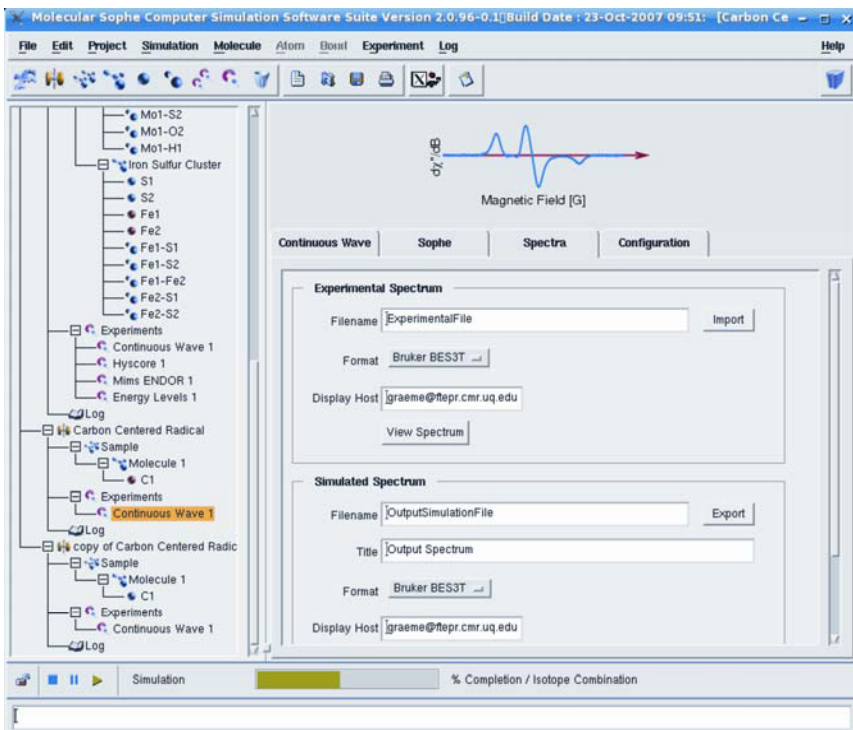 Molecular Sophe Computer Simulation Software Suite Version 2.0.96-0.1▯Build Date : 23-Oct-2007 09:51: [Carbon Ce
File Edit Project Simulation Molecule Atom Bond Experiment Log Help
Mo1-S2
Mo1-O2
Mo1-H1
Iron Sulfur Cluster
S1
S2
Fe1
Fe2
Fe1-S1
Fe1-S2
Fe1-Fe2
Fe2-S1
Fe2-S2
Experiments
Continuous Wave 1
Hyscore 1
Mims ENDOR 1
Energy Levels 1
Log
Carbon Centered Radical
Sample
Molecule 1
C1
Experiments
Continuous Wave 1
Log
copy of Carbon Centered Radic
Sample
Molecule 1
C1
Experiments
Continuous Wave 1
Log
dχ"/dB
Magnetic Field [G]
Continuous Wave Sophe Spectra Configuration
Experimental Spectrum
Filename ExperimentalFile Import
Format Bruker BES3T
Display Host graeme@ftepr.cmr.uq.edu
View Spectrum
Simulated Spectrum
Filename OutputSimulationFile Export
Title Output Spectrum
Format Bruker BES3T
Display Host graeme@ftepr.cmr.uq.edu
Simulation % Completion / Isotope Combination